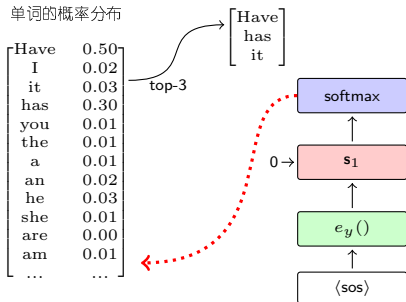 单词的概率分布
Have 0.50
I 0.02
it 0.03
has 0.30
you 0.01
the 0.01
a 0.01
an 0.02
he 0.03
she 0.01
are 0.00
am 0.01
... ...
top-3
Have
has
it
softmax
0
s₁
e_y()
⟨sos⟩